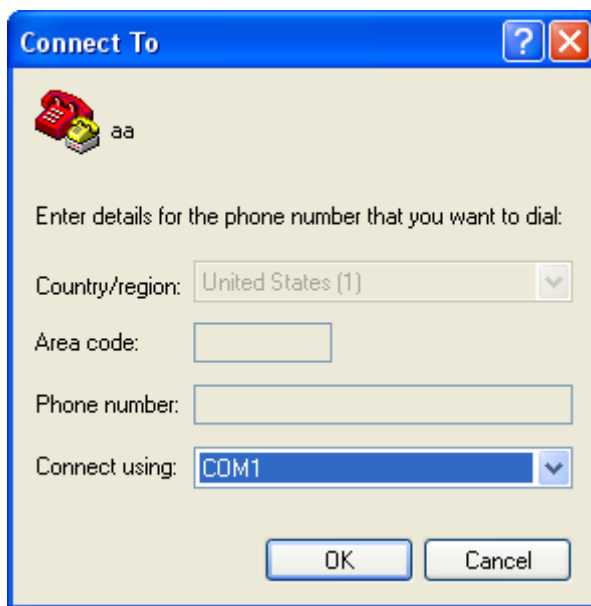 Connect To
aa
Enter details for the phone number that you want to dial:
Country/region: United States (1)
Area code:
Phone number:
Connect using: COM1
OK Cancel